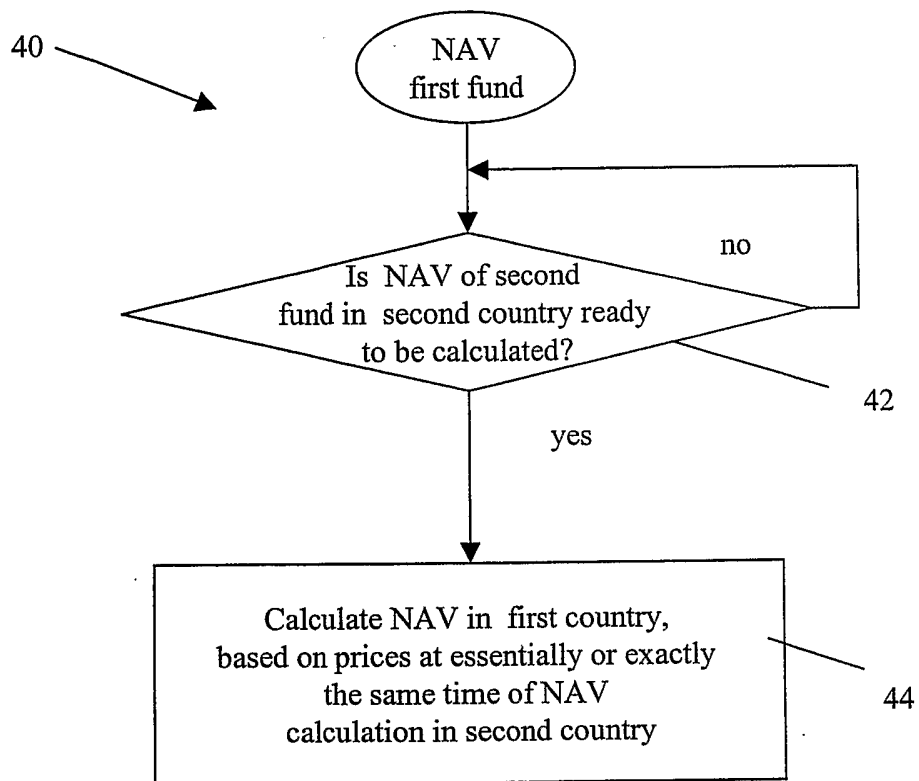 40
NAV
first fund
no
Is NAV of second
fund in second country ready
to be calculated?
42
yes
Calculate NAV in first country,
based on prices at essentially or exactly
the same time of NAV
calculation in second country
44